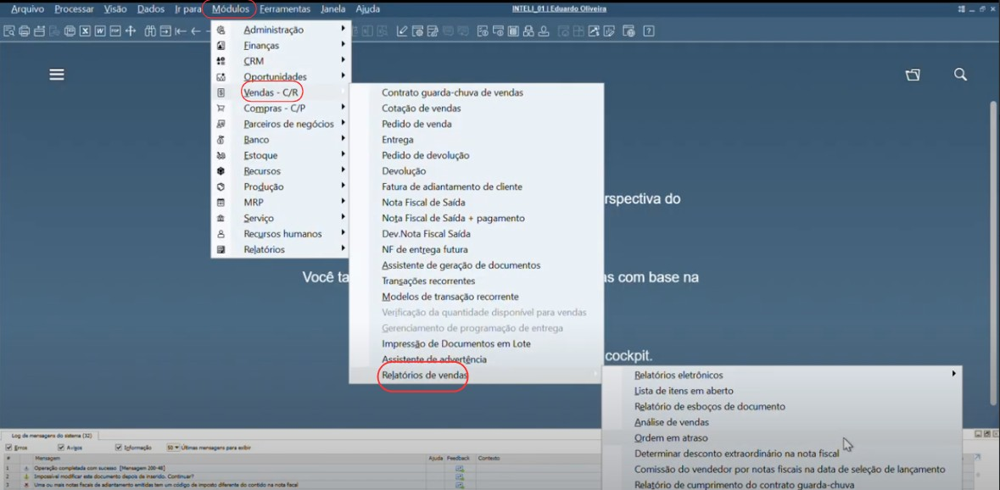 Arquivo Processar Visão Dados Ir para Módulos Ferramentas Janela Ajuda
INTELI_01 | Eduardo Oliveira
Administração
Finanças
CRM
Oportunidades
Vendas - C/R
Compras - C/P
Parceiros de negócios
Banco
Estoque
Recursos
Produção
MRP
Serviço
Recursos humanos
Relatórios
Contrato guarda-chuva de vendas
Cotação de vendas
Pedido de venda
Entrega
Pedido de devolução
Devolução
Fatura de adiantamento de cliente
Nota Fiscal de Saída
Nota Fiscal de Saída + pagamento
Dev.Nota Fiscal Saída
NF de entrega futura
Assistente de geração de documentos
Transações recorrentes
Modelos de transação recorrente
Verificação da quantidade disponível para vendas
Gerenciamento de programação de entrega
Impressão de Documentos em Lote
Assistente de advertência
Relatórios de vendas
Relatórios eletrônicos
Lista de itens em aberto
Relatório de esboços de documento
Análise de vendas
Ordem em atraso
Determinar desconto extraordinário na nota fiscal
Comissão do vendedor por notas fiscais na data de seleção de lançamento
Relatório de cumprimento do contrato guarda-chuva
rspectiva do
Você ta
as com base na
cockpit.
Log de mensagens do sistema (32)
Erros Avisos Informação 50 Últimas mensagens para exibir
# Mensagem Ajuda Feedback Contexto
1 Operação completada com sucesso [Mensagem 200-48]
2 Impossível modificar este documento depois de inserido. Continuar?
3 Uma ou mais notas fiscais de adiantamento emitidas tem um código de imposto diferente do contido na nota fiscal